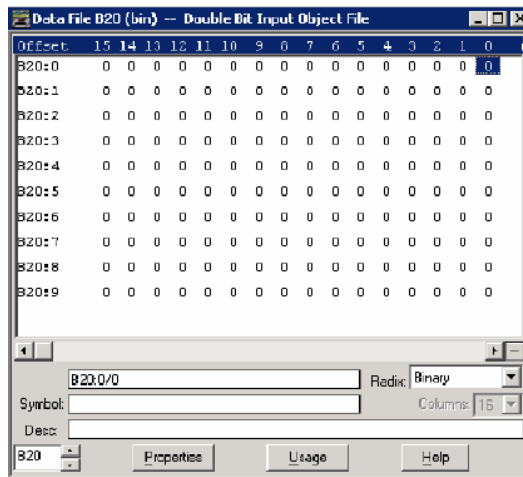 Data File B20 (bin) -- Double Bit Input Object File
Offset 15 14 13 12 11 10 9 8 7 6 5 4 3 2 1 0
B20:0 0 0 0 0 0 0 0 0 0 0 0 0 0 0 0 0
B20:1 0 0 0 0 0 0 0 0 0 0 0 0 0 0 0 0
B20:2 0 0 0 0 0 0 0 0 0 0 0 0 0 0 0 0
B20:3 0 0 0 0 0 0 0 0 0 0 0 0 0 0 0 0
B20:4 0 0 0 0 0 0 0 0 0 0 0 0 0 0 0 0
B20:5 0 0 0 0 0 0 0 0 0 0 0 0 0 0 0 0
B20:6 0 0 0 0 0 0 0 0 0 0 0 0 0 0 0 0
B20:7 0 0 0 0 0 0 0 0 0 0 0 0 0 0 0 0
B20:8 0 0 0 0 0 0 0 0 0 0 0 0 0 0 0 0
B20:9 0 0 0 0 0 0 0 0 0 0 0 0 0 0 0 0
B20:0/0 Radix: Binary
Symbol: Columns: 16
Desc:
B20 Properties Usage Help